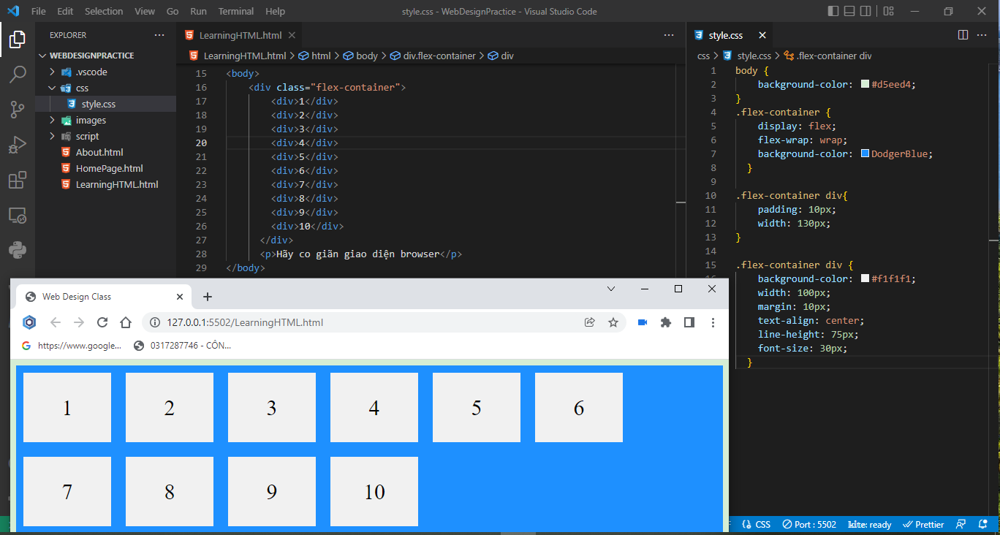 File Edit Selection View Go Run Terminal Help
style.css - WebDesignPractice - Visual Studio Code
EXPLORER
WEBDESIGNPRACTICE
.vscode
css
style.css
images
script
About.html
HomePage.html
LearningHTML.html
LearningHTML.html
LearningHTML.html > html > body > div.flex-container > div
15 <body>
16 <div class="flex-container">
17 <div>1</div>
18 <div>2</div>
19 <div>3</div>
20 <div>4</div>
21 <div>5</div>
22 <div>6</div>
23 <div>7</div>
24 <div>8</div>
25 <div>9</div>
26 <div>10</div>
27 </div>
28 <p>Hãy co giãn giao diện browser</p>
29 </body>
style.css
css > style.css > .flex-container div
1 body {
2 background-color: #d5eed4;
3 }
4 .flex-container {
5 display: flex;
6 flex-wrap: wrap;
7 background-color: DodgerBlue;
8 }
9
10 .flex-container div{
11 padding: 10px;
12 width: 130px;
13 }
14
15 .flex-container div {
background-color: #f1f1f1;
width: 100px;
margin: 10px;
text-align: center;
line-height: 75px;
font-size: 30px;
}
Web Design Class
127.0.0.1:5502/LearningHTML.html
https://www.google...
0317287746 - CÔN...
1 2 3 4 5 6
7 8 9 10
CSS Port : 5502 kite: ready Prettier